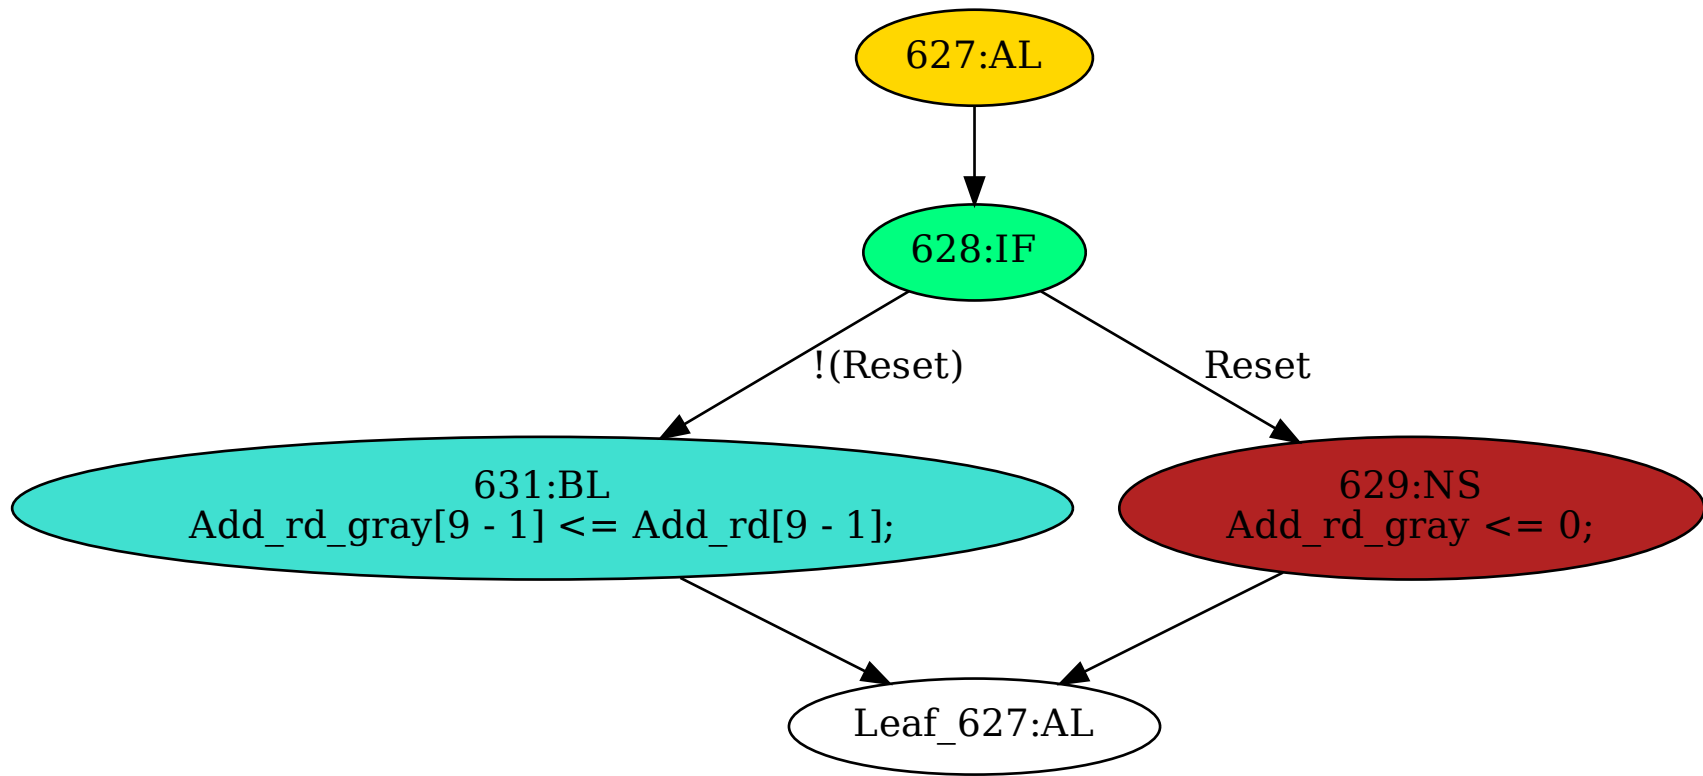 627:AL
628:IF
!(Reset)
Reset
631:BL
Add_rd_gray[9 - 1] <= Add_rd[9 - 1];
629:NS
Add_rd_gray <= 0;
Leaf_627:AL